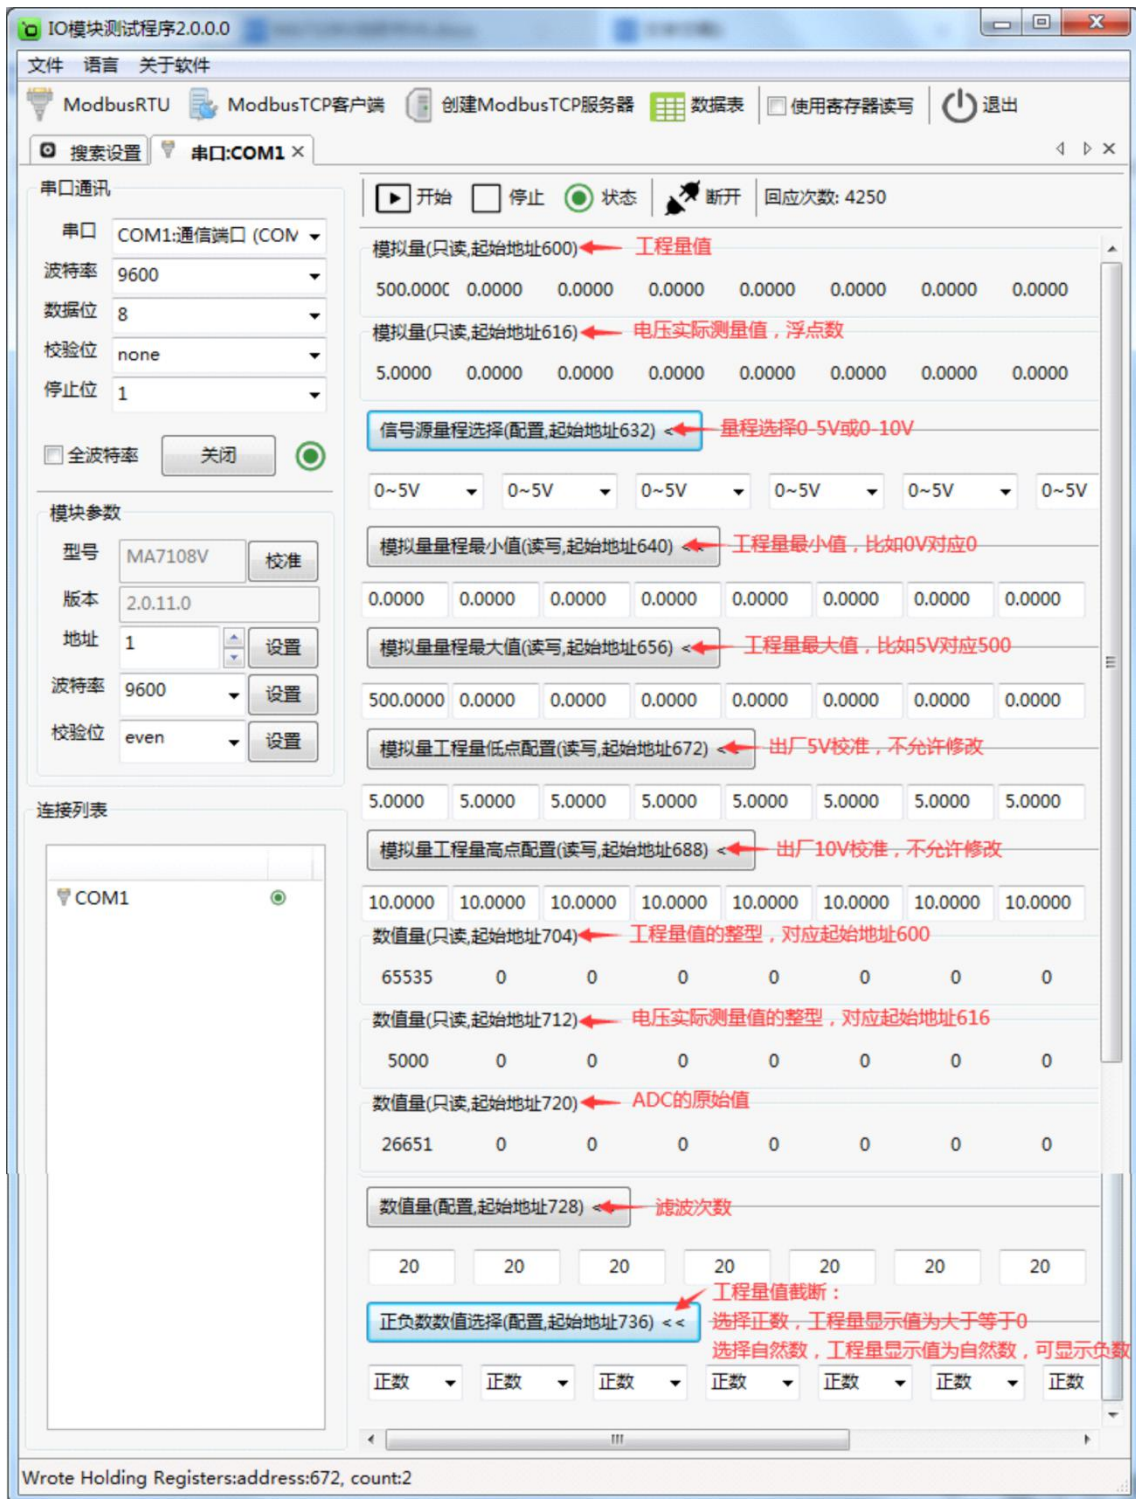 IO模块测试程序2.0.0.0
文件 语言 关于软件
ModbusRTU ModbusTCP客户端 创建ModbusTCP服务器 数据表 使用寄存器读写 退出
搜索设置 串口:COM1
串口通讯
串口 COM1:通信端口 (COM
波特率 9600
数据位 8
校验位 none
停止位 1
全波特率 关闭
模块参数
型号 MA7108V 校准
版本 2.0.11.0
地址 1 设置
波特率 9600 设置
校验位 even 设置
连接列表
COM1
开始 停止 状态 断开 回应次数: 4250
模拟量(只读,起始地址600) 工程量值
500.000 0.0000 0.0000 0.0000 0.0000 0.0000 0.0000 0.0000
模拟量(只读,起始地址616) 电压实际测量值，浮点数
5.0000 0.0000 0.0000 0.0000 0.0000 0.0000 0.0000 0.0000
信号源量程选择(配置,起始地址632) < 量程选择0-5V或0-10V
0~5V 0~5V 0~5V 0~5V 0~5V 0~5V
模拟量量程最小值(读写,起始地址640) << 工程量最小值，比如0V对应0
0.0000 0.0000 0.0000 0.0000 0.0000 0.0000 0.0000 0.0000
模拟量量程最大值(读写,起始地址656) < 工程量最大值，比如5V对应500
500.0000 0.0000 0.0000 0.0000 0.0000 0.0000 0.0000 0.0000
模拟量工程量低点配置(读写,起始地址672) < 出厂5V校准，不允许修改
5.0000 5.0000 5.0000 5.0000 5.0000 5.0000 5.0000 5.0000
模拟量工程量高点配置(读写,起始地址688) < 出厂10V校准，不允许修改
10.0000 10.0000 10.0000 10.0000 10.0000 10.0000 10.0000 10.0000
数值量(只读,起始地址704) 工程量值的整型，对应起始地址600
65535 0 0 0 0 0 0 0
数值量(只读,起始地址712) 电压实际测量值的整型，对应起始地址616
5000 0 0 0 0 0 0 0
数值量(只读,起始地址720) ADC的原始值
26651 0 0 0 0 0 0 0
数值量(配置,起始地址728) < 滤波次数
20 20 20 20 20 20 20
工程量值截断：
正负数数值选择(配置,起始地址736) << 选择正数，工程量显示值为大于等于0
选择自然数，工程量显示值为自然数，可显示负数
正数 正数 正数 正数 正数 正数 正数
Wrote Holding Registers:address:672, count:2